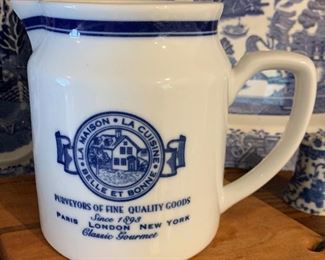 LA MAISON • LA CUISINE
BELLE ET BONNE
PURVEYORS OF FINE QUALITY GOODS
Since 1893
PARIS LONDON NEW YORK
Classic Gourmet